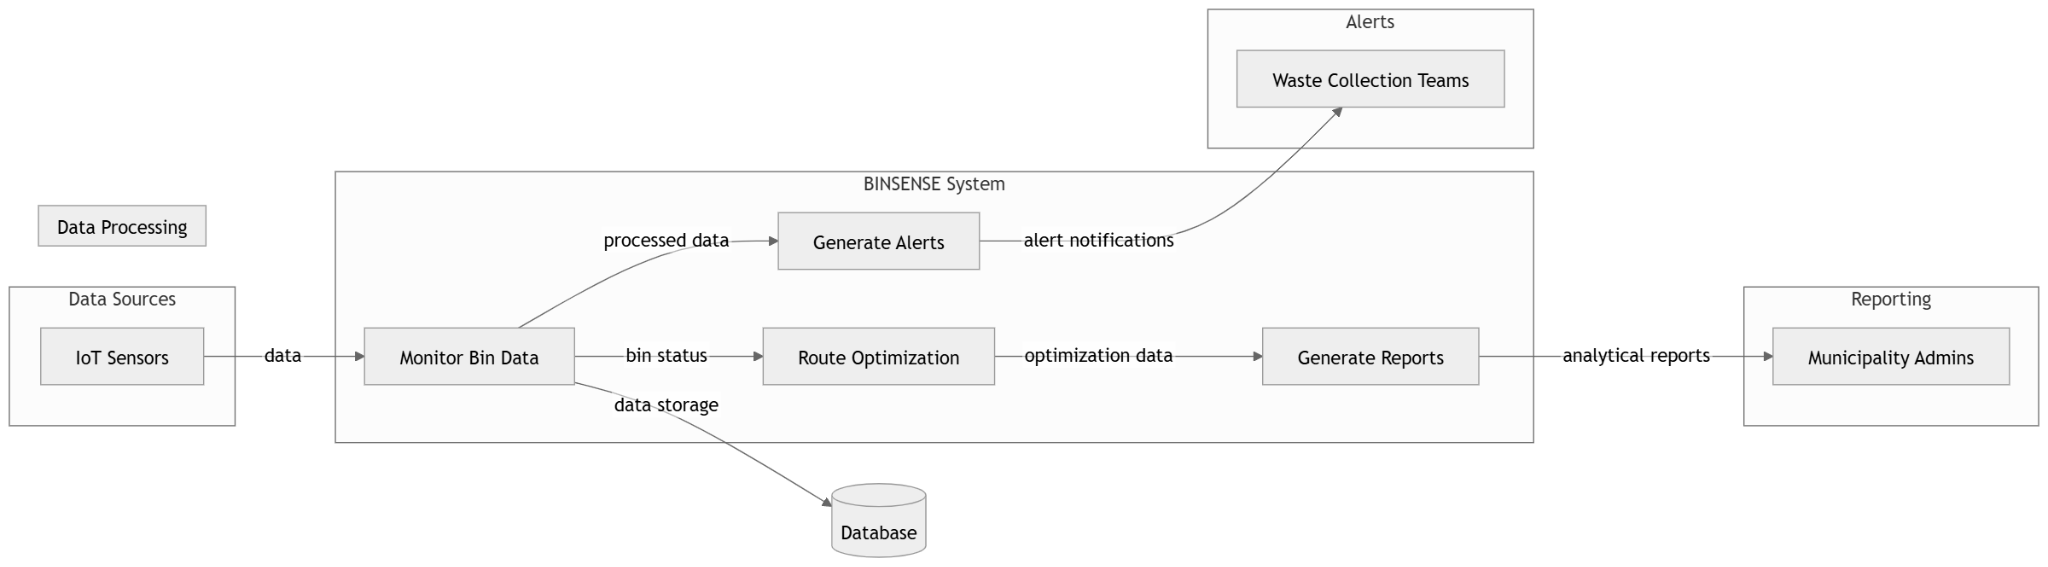 Alerts
Waste Collection Teams
BINSENSE System
Data Processing
processed data
Generate Alerts
alert notifications
Data Sources
Reporting
IoT Sensors
data
Monitor Bin Data
bin status
Route Optimization
optimization data
Generate Reports
analytical reports
Municipality Admins
data storage
Database